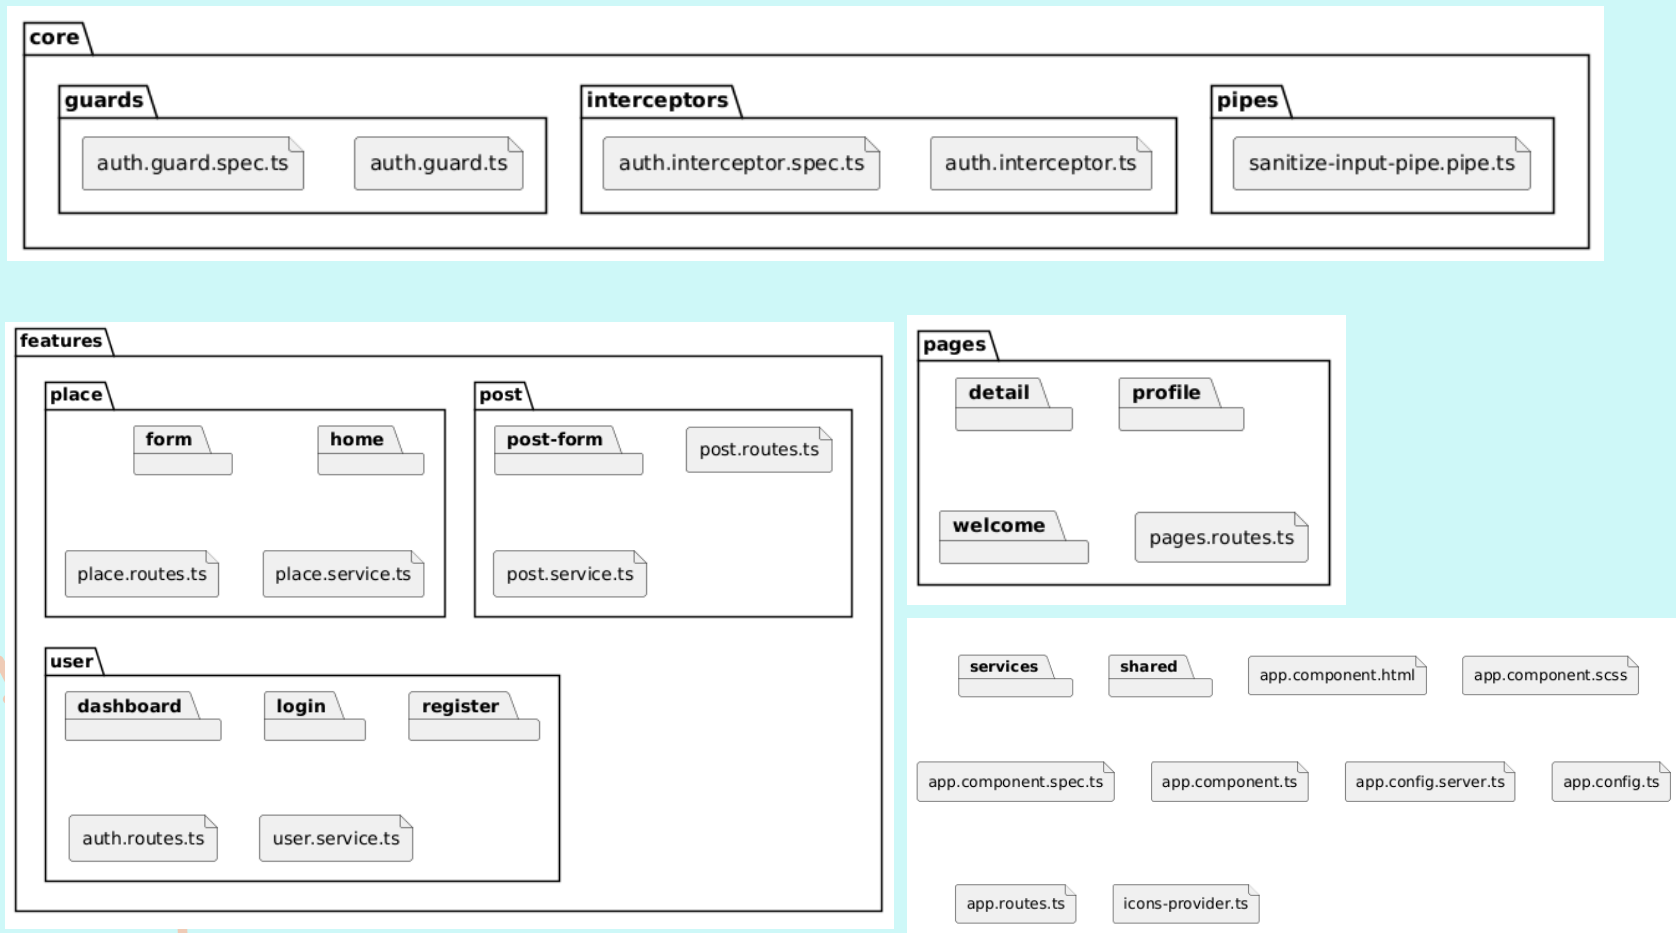 core
guards
auth.guard.spec.ts
auth.guard.ts
interceptors
auth.interceptor.spec.ts
auth.interceptor.ts
pipes
sanitize-input-pipe.pipe.ts
features
place
form
home
place.routes.ts
place.service.ts
post
post-form
post.routes.ts
post.service.ts
user
dashboard
login
register
auth.routes.ts
user.service.ts
pages
detail
profile
welcome
pages.routes.ts
services
shared
app.component.html
app.component.scss
app.component.spec.ts
app.component.ts
app.config.server.ts
app.config.ts
app.routes.ts
icons-provider.ts